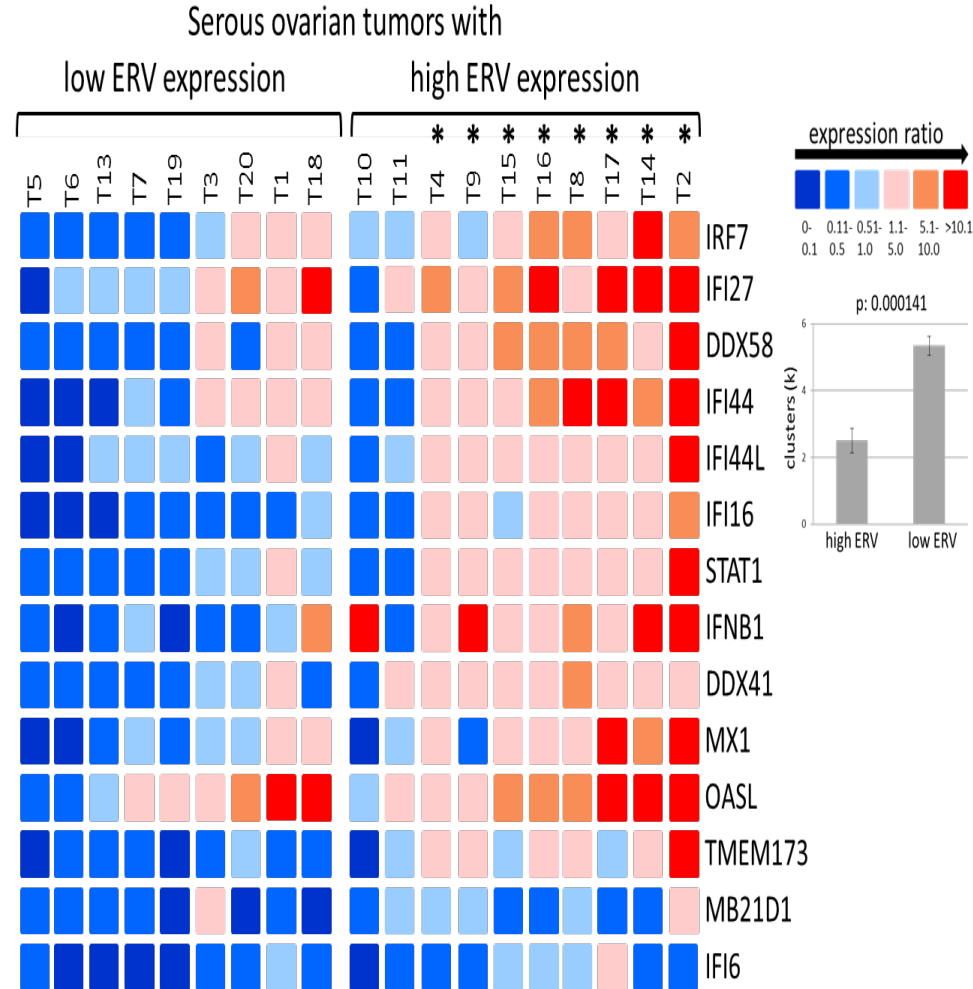 Serous ovarian tumors with
low ERV expression
high ERV expression
* * * * * * * *
T5 T6 T13 T7 T19 T3 T20 T1 T18 T10 T11 T4 T9 T15 T16 T8 T17 T14 T2
IRF7
IFI27
DDX58
IFI44
IFI44L
IFI16
STAT1
IFNB1
DDX41
MX1
OASL
TMEM173
MB21D1
IFI6
expression ratio
0- 0.11- 0.51- 1.1- 5.1- >10.1
0.1 0.5 1.0 5.0 10.0
p: 0.000141
clusters (k)
6
4
2
0
high ERV low ERV